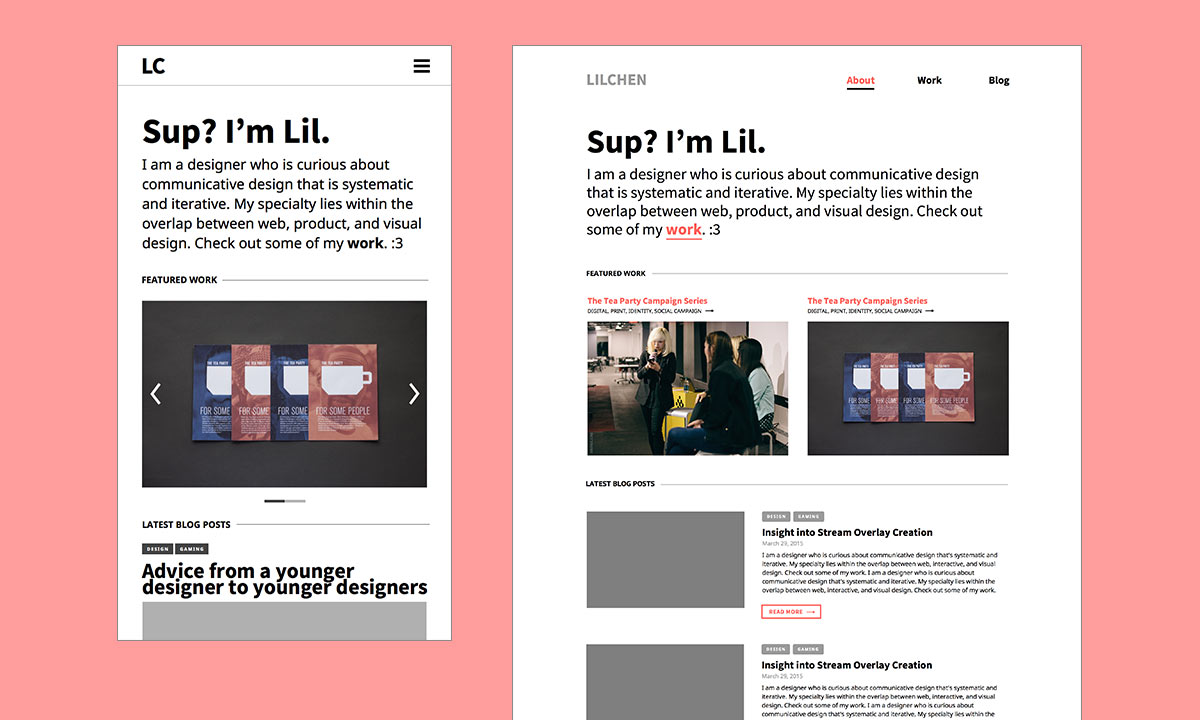 LC
Sup? I’m Lil.
I am a designer who is curious about
communicative design that is systematic
and iterative. My specialty lies within the
overlap between web, product, and visual
design. Check out some of my work. :3
FEATURED WORK
THE TEA PARTY
FOR SOME
FOR SOME
FOR SOME
FOR SOME PEOPLE
LATEST BLOG POSTS
DESIGN GAMING
Advice from a younger
designer to younger designers
LILCHEN About Work Blog
Sup? I’m Lil.
I am a designer who is curious about communicative design
that is systematic and iterative. My specialty lies within the
overlap between web, product, and visual design. Check out
some of my work. :3
FEATURED WORK
The Tea Party Campaign Series
DIGITAL, PRINT, IDENTITY, SOCIAL CAMPAIGN →
The Tea Party Campaign Series
DIGITAL, PRINT, IDENTITY, SOCIAL CAMPAIGN →
FOR SOME
FOR SOME
FOR SOME
FOR SOME PEOPLE
LATEST BLOG POSTS
DESIGN GAMING
Insight into Stream Overlay Creation
March 29, 2015
I am a designer who is curious about communicative design that's systematic and
iterative. My specialty lies within the overlap between web, interactive, and visual
design. Check out some of my work. I am a designer who is curious about
communicative design that's systematic and iterative. My specialty lies within the
overlap between web, interactive, and visual design. Check out some of my work.
READ MORE →
DESIGN GAMING
Insight into Stream Overlay Creation
March 29, 2015
I am a designer who is curious about communicative design that's systematic and
iterative. My specialty lies within the overlap between web, interactive, and visual
design. Check out some of my work. I am a designer who is curious about
communicative design that's systematic and iterative. My specialty lies within the